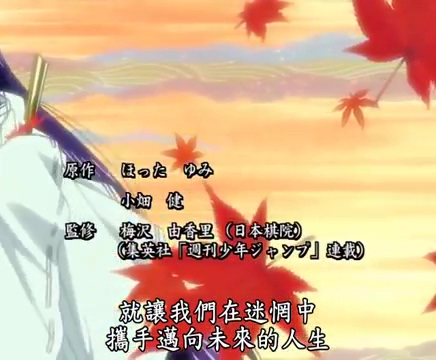 原作　ほった　ゆみ
小畑　健
監修　梅沢　由香里（日本棋院）
（集英社「週刊少年ジャンプ」連載）
就讓我們在迷惘中
攜手邁向未來的人生